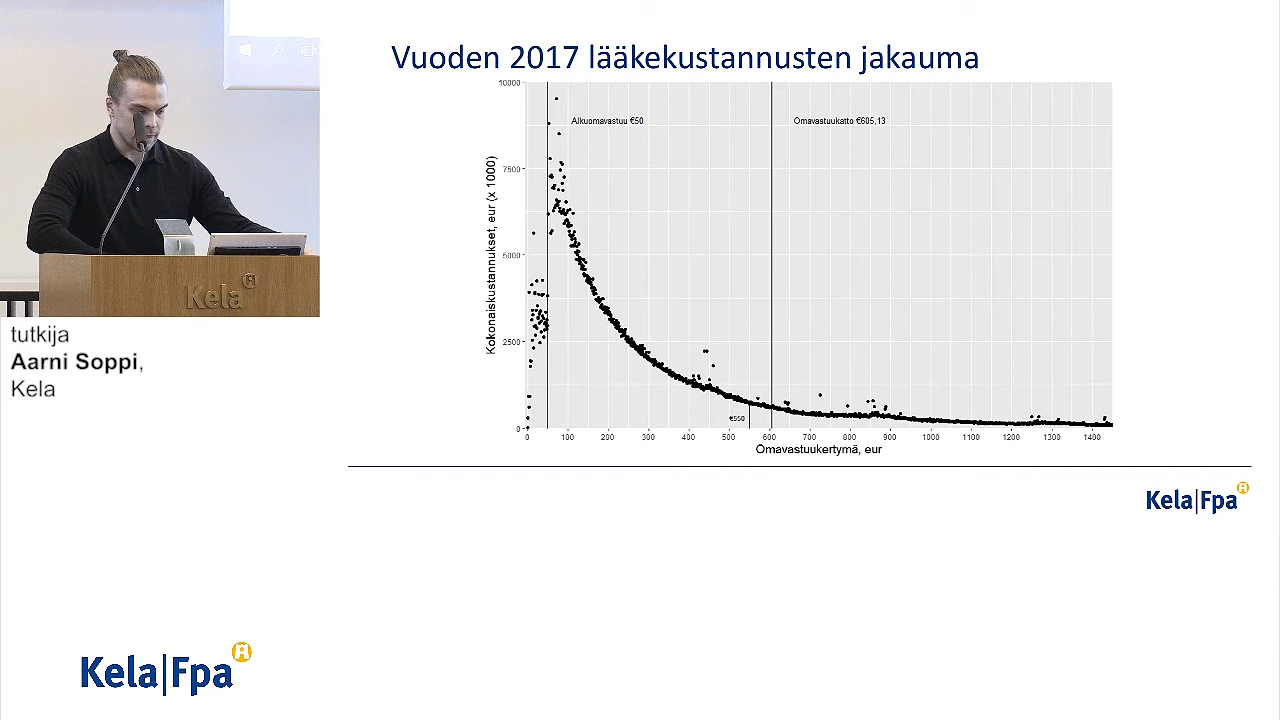 Vuoden 2017 lääkekustannusten jakauma
10000
7500
5000
2500
0
Kokonaiskustannukset, eur (x 1000)
Alkuomavastuu €50
Omavastuukatto €605,13
€550
0 100 200 300 400 500 600 700 800 900 1000 1100 1200 1300 1400
Omavastuukertymä, eur
Kela
tutkija
Aarni Soppi,
Kela
Kela|Fpa
Kela|Fpa